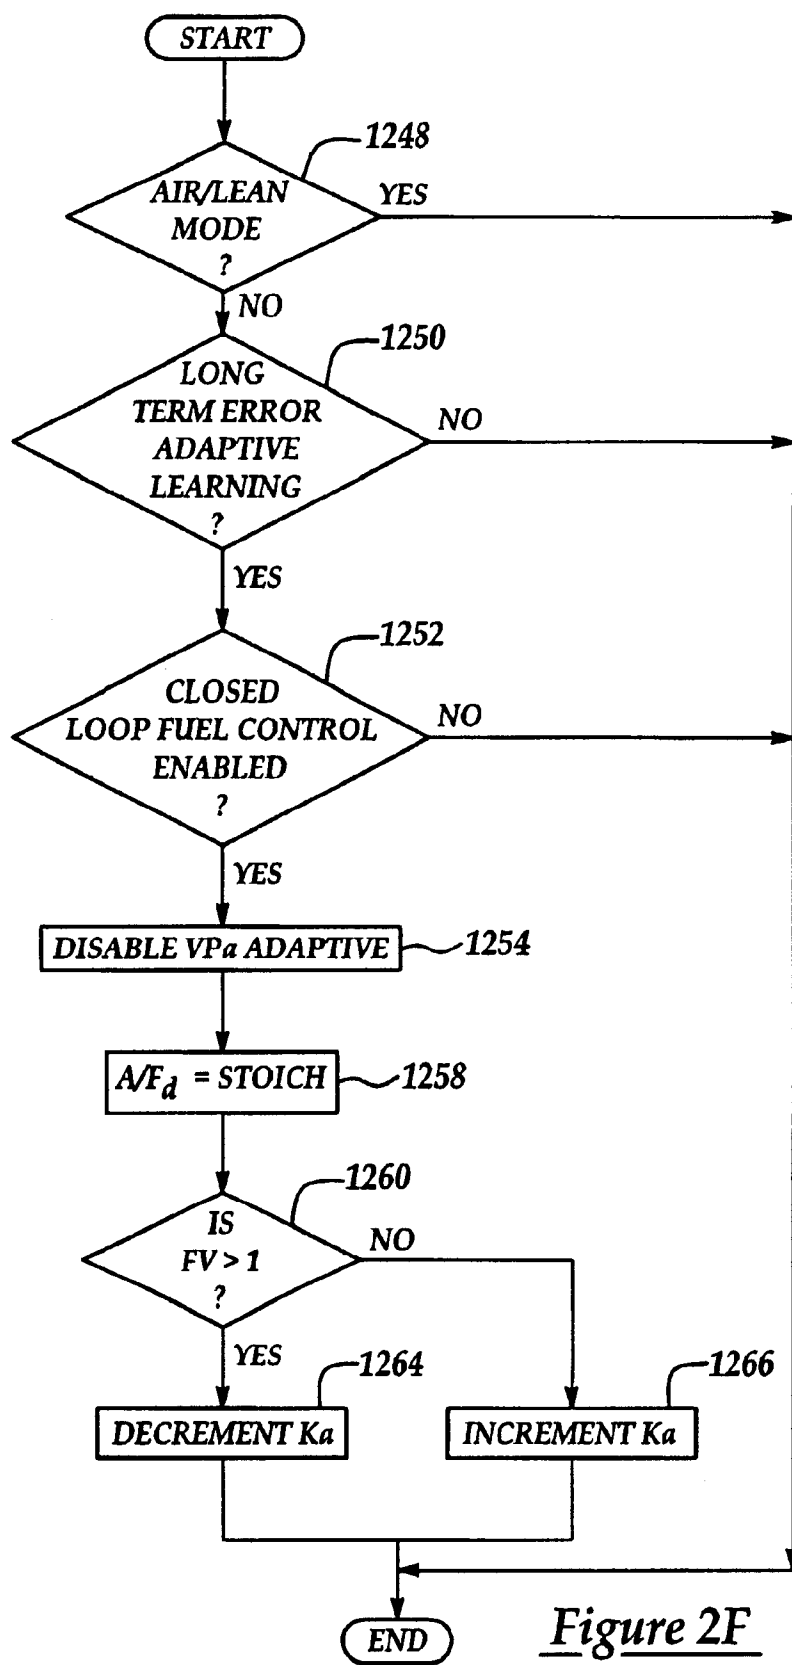 START
1248
AIR/LEAN
MODE
?
YES
NO
1250
LONG
TERM ERROR
ADAPTIVE
LEARNING
?
NO
YES
1252
CLOSED
LOOP FUEL CONTROL
ENABLED
?
NO
YES
DISABLE VPa ADAPTIVE
1254
A/Fd = STOICH
1258
1260
IS
FV > 1
?
NO
YES
1264
1266
DECREMENT Ka
INCREMENT Ka
END
Figure 2F